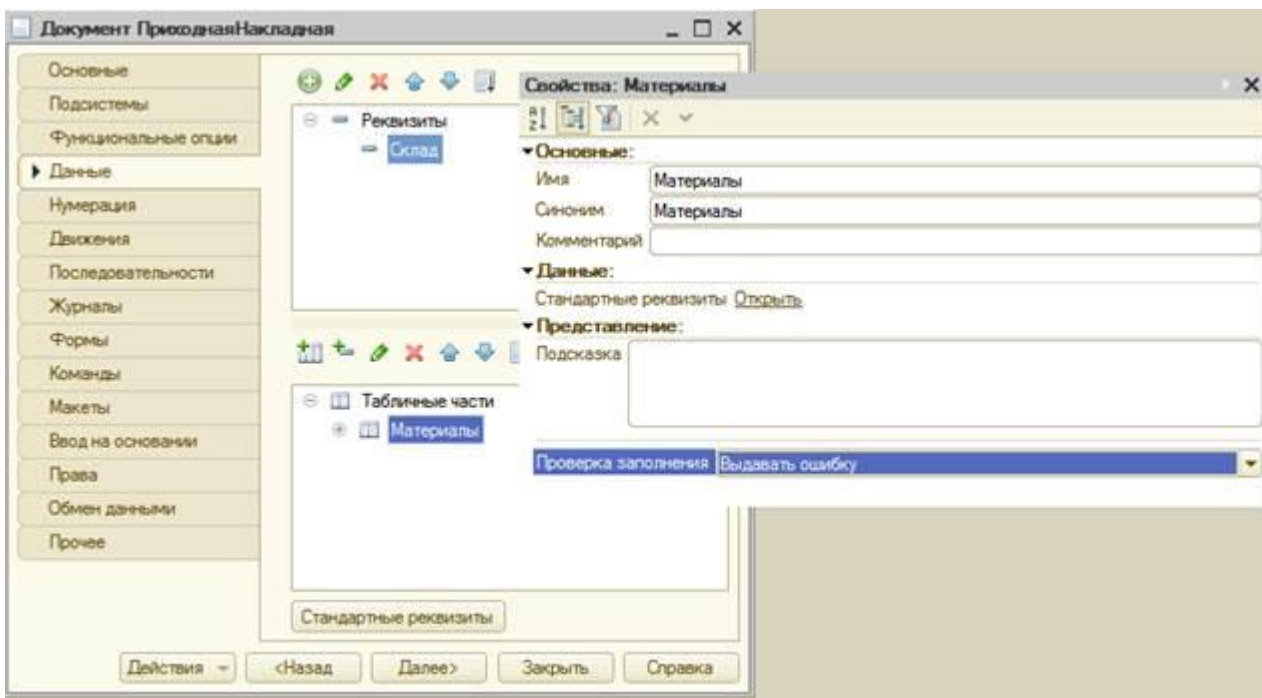 Документ ПриходнаяНакладная
Основные
Подсистемы
Функциональные опции
Данные
Нумерация
Движения
Последовательности
Журналы
Формы
Команды
Макеты
Ввод на основании
Права
Обмен данными
Прочее
Реквизиты
Склад
Табличные части
Материалы
Стандартные реквизиты
Действия
<Назад
Далее>
Закрыть
Справка
Свойства: Материалы
Основные:
Имя Материалы
Синоним Материалы
Комментарий
Данные:
Стандартные реквизиты Открыть
Представление:
Подсказка
Проверка заполнения Выдавать ошибку